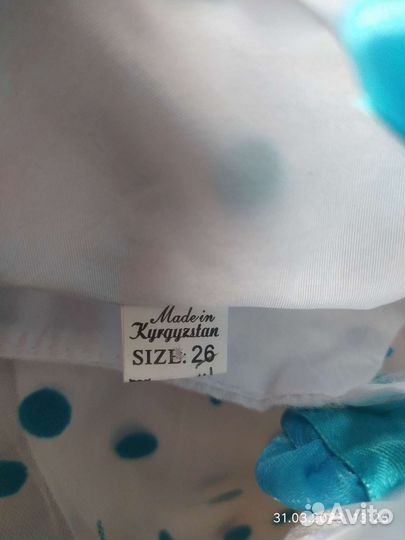 Made in
Kyrgyzstan
SIZE: 26
31.03.
Avito